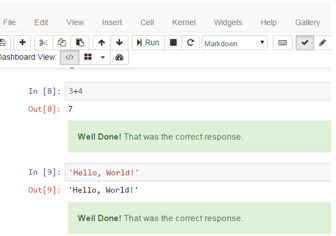 File Edit View Insert Cell Kernel Widgets Help Gallery
Run Markdown
Dashboard View:
In [8]: 3+4
Out[8]: 7
Well Done! That was the correct response.
In [9]: 'Hello, World!'
Out[9]: 'Hello, World!'
Well Done! That was the correct response.